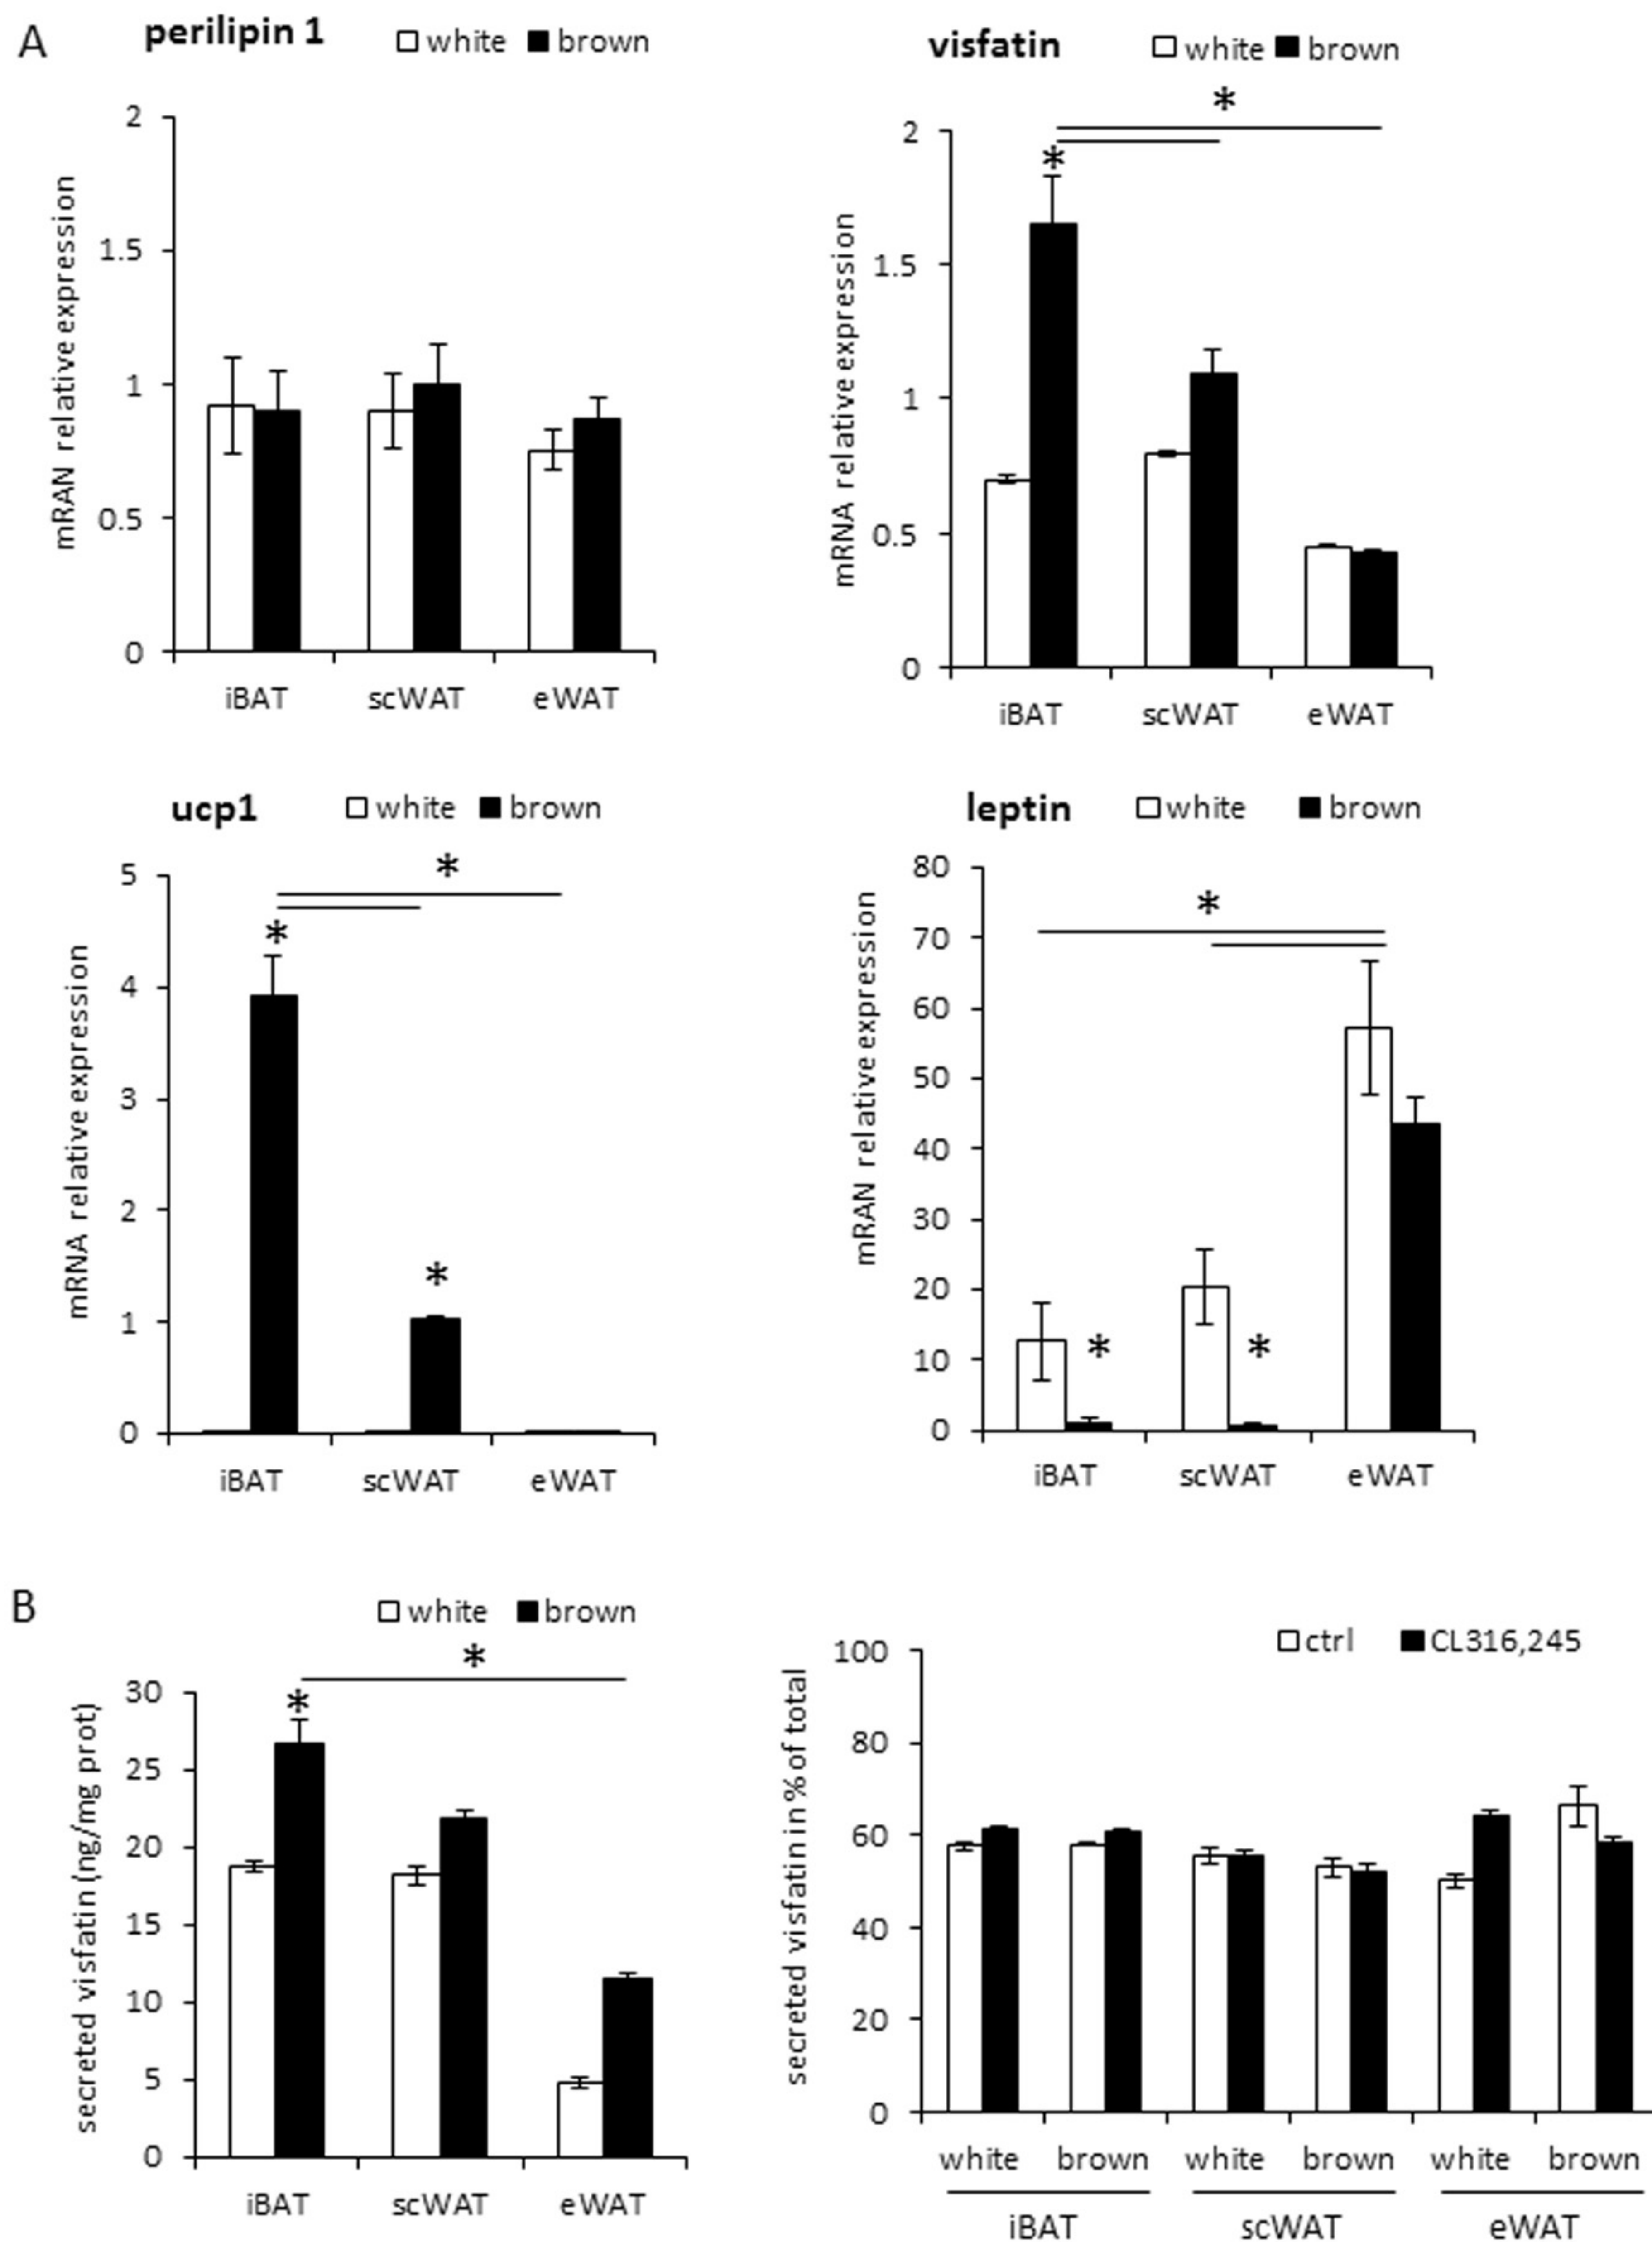 A
perilipin 1
white brown
2
1.5
1
0.5
0
mRAN relative expression
iBAT scWAT eWAT
visfatin
white brown
*
*
2
1.5
1
0.5
0
mRNA relative expression
iBAT scWAT eWAT
ucp1
white brown
*
*
*
5
4
3
2
1
0
mRNA relative expression
iBAT scWAT eWAT
leptin
white brown
*
* *
80
70
60
50
40
30
20
10
0
mRAN relative expression
iBAT scWAT eWAT
B
white brown
*
*
30
25
20
15
10
5
0
secreted visfatin (ng/mg prot)
iBAT scWAT eWAT
ctrl CL316,245
100
80
60
40
20
0
secreted visfatin in % of total
white brown white brown white brown
iBAT scWAT eWAT